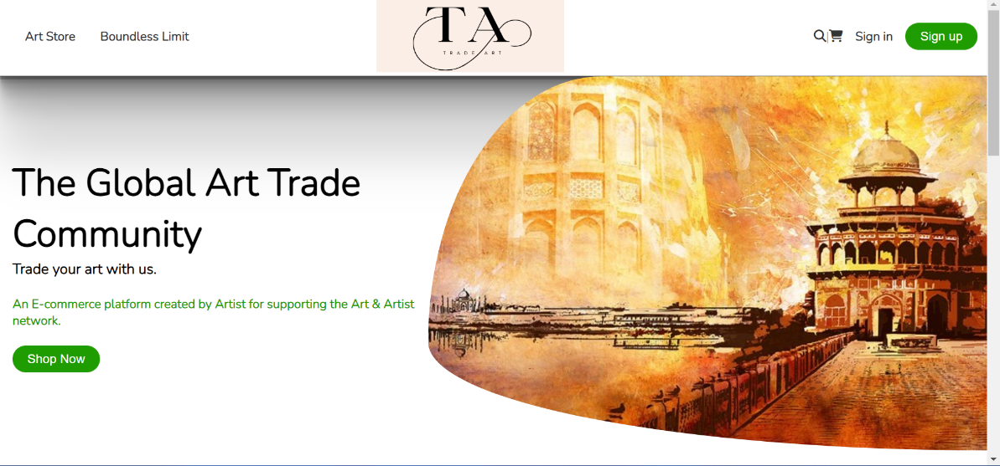 Art Store
Boundless Limit
TA
TRADE ART
Sign in
Sign up
The Global Art Trade
Community
Trade your art with us.
An E-commerce platform created by Artist for supporting the Art & Artist
network.
Shop Now